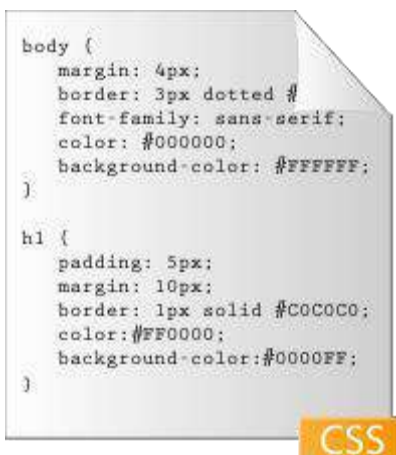 body {
margin: 4px;
border: 3px dotted #
font-family: sans-serif;
color: #000000;
background-color: #FFFFFF;
}
h1 {
padding: 5px;
margin: 10px;
border: 1px solid #C0C0C0;
color:#FF0000;
background-color:#0000FF;
}
CSS